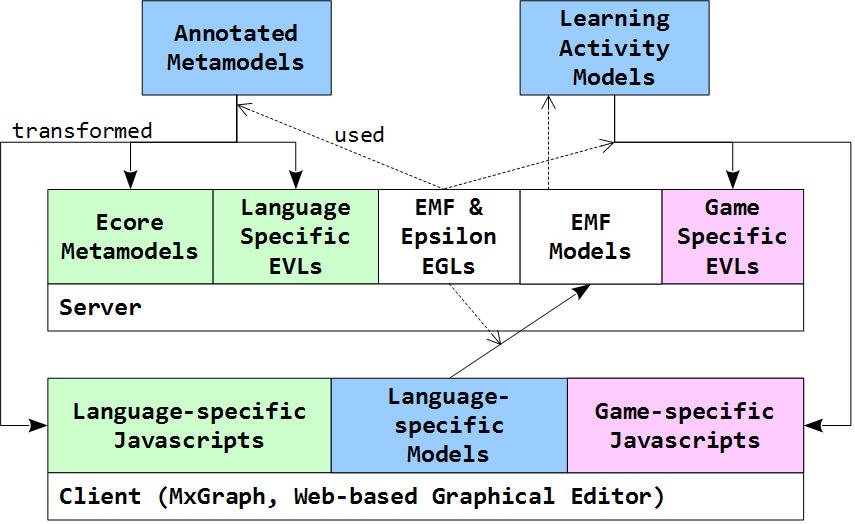 Annotated
Metamodels
Learning
Activity
Models
transformed
used
Ecore
Metamodels
Language
Specific
EVLs
EMF &
Epsilon
EGLs
EMF
Models
Game
Specific
EVLs
Server
Language-specific
Javascripts
Language-
specific
Models
Game-specific
Javascripts
Client (MxGraph, Web-based Graphical Editor)